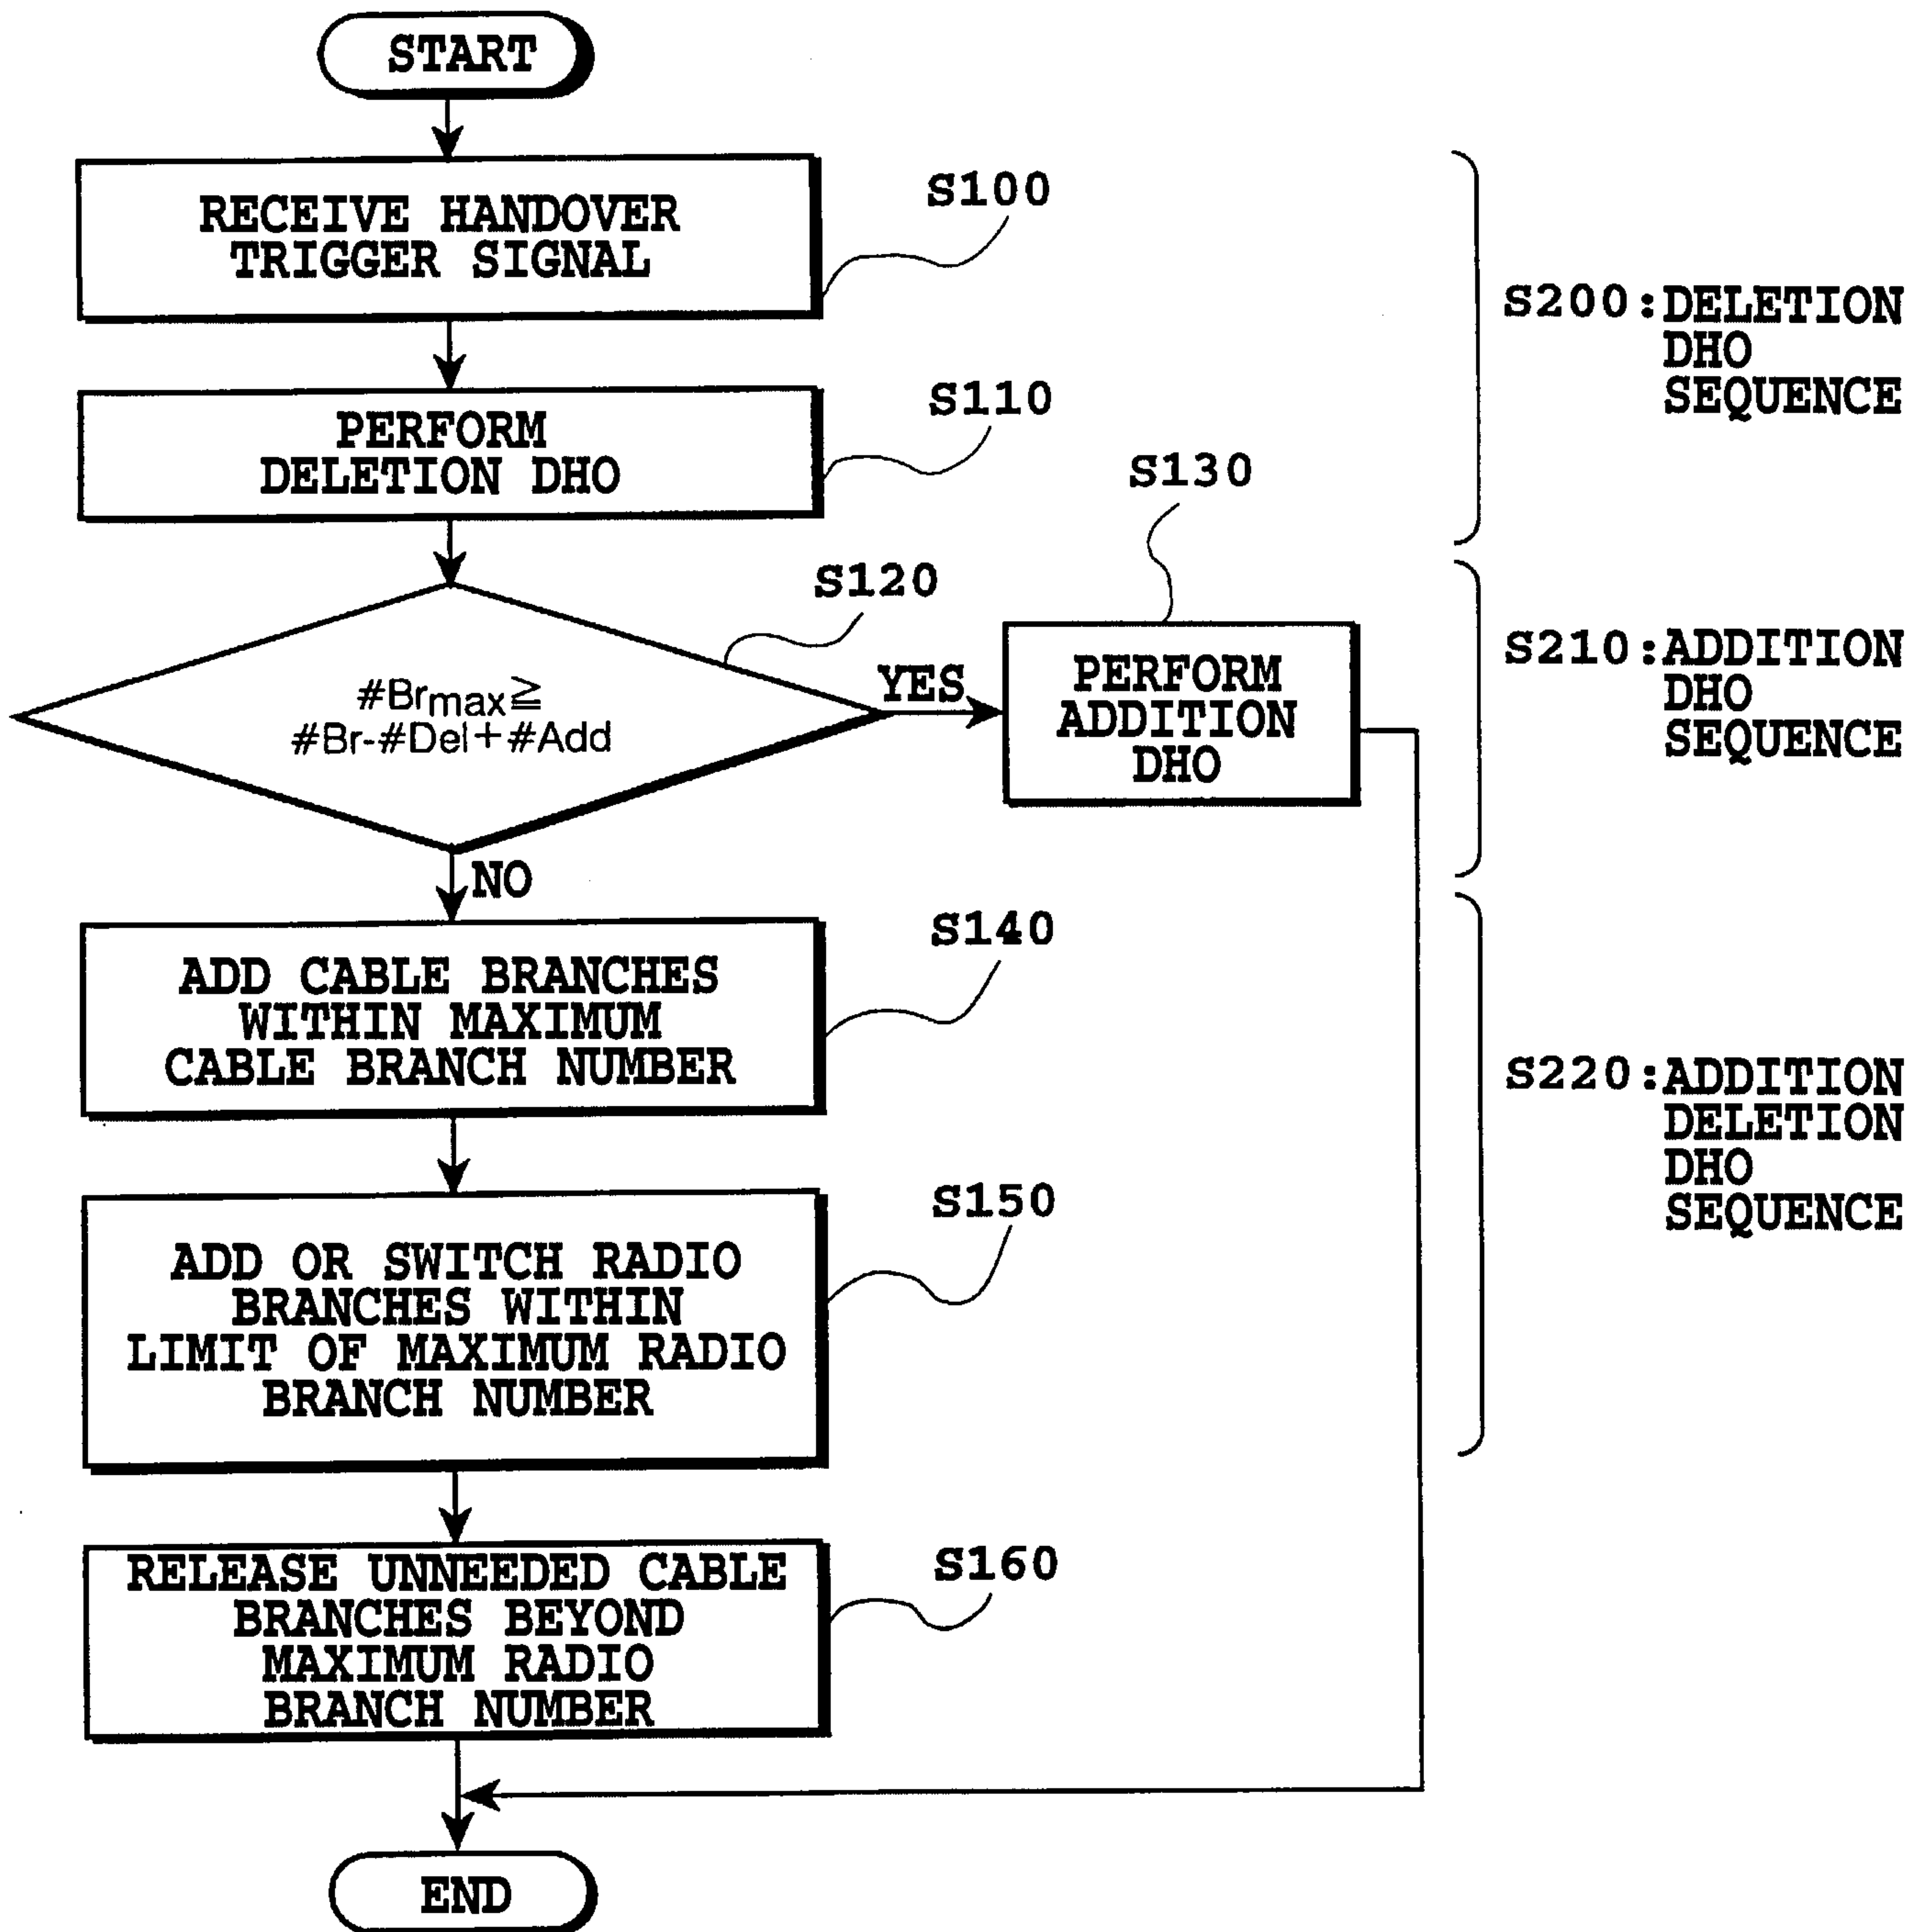 START
RECEIVE HANDOVER
TRIGGER SIGNAL
S100
PERFORM
DELETION DHO
S110
S200:DELETION
DHO
SEQUENCE
#Brmax≧
#Br-#Del+#Add
S120
YES
NO
PERFORM
ADDITION
DHO
S130
S210:ADDITION
DHO
SEQUENCE
ADD CABLE BRANCHES
WITHIN MAXIMUM
CABLE BRANCH NUMBER
S140
ADD OR SWITCH RADIO
BRANCHES WITHIN
LIMIT OF MAXIMUM RADIO
BRANCH NUMBER
S150
S220:ADDITION
DELETION
DHO
SEQUENCE
RELEASE UNNEEDED CABLE
BRANCHES BEYOND
MAXIMUM RADIO
BRANCH NUMBER
S160
END